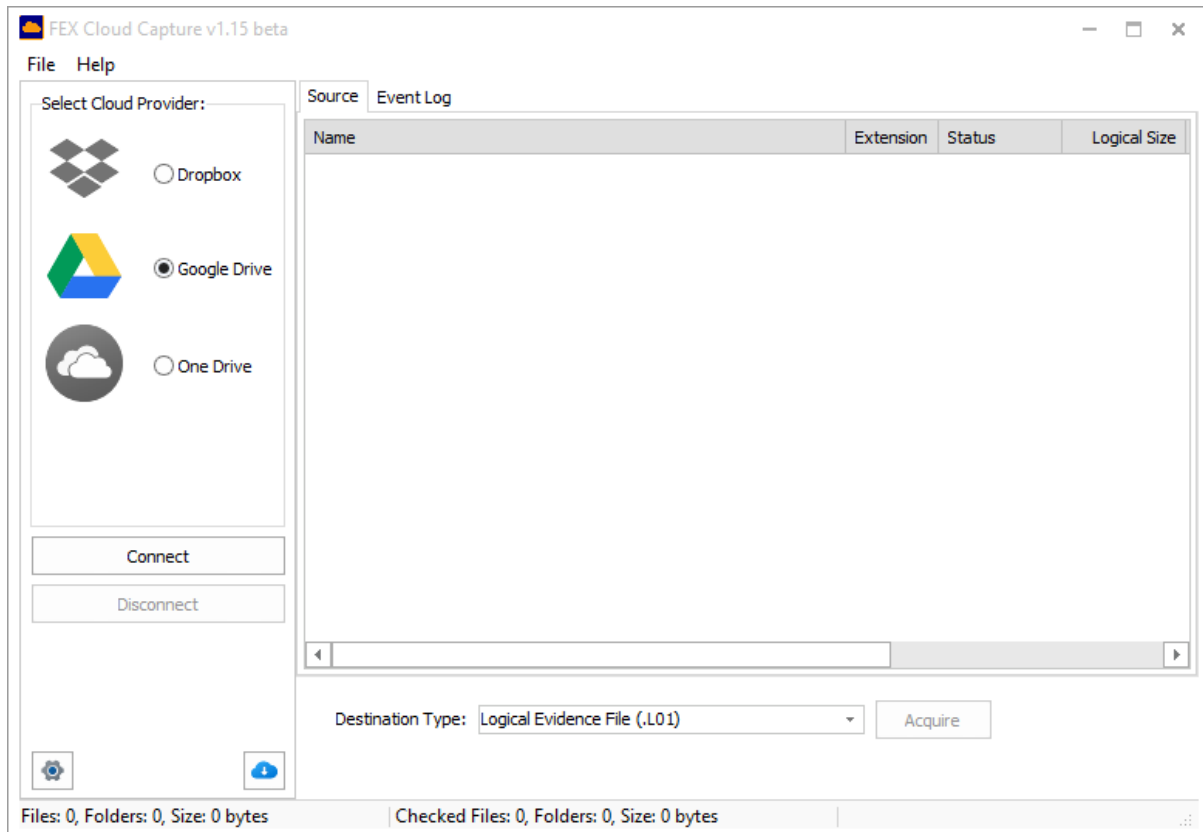 FEX Cloud Capture v1.15 beta
File Help
Select Cloud Provider:
Dropbox
Google Drive
One Drive
Connect
Disconnect
Source Event Log
Name Extension Status Logical Size
Destination Type: Logical Evidence File (.L01) Acquire
Files: 0, Folders: 0, Size: 0 bytes Checked Files: 0, Folders: 0, Size: 0 bytes